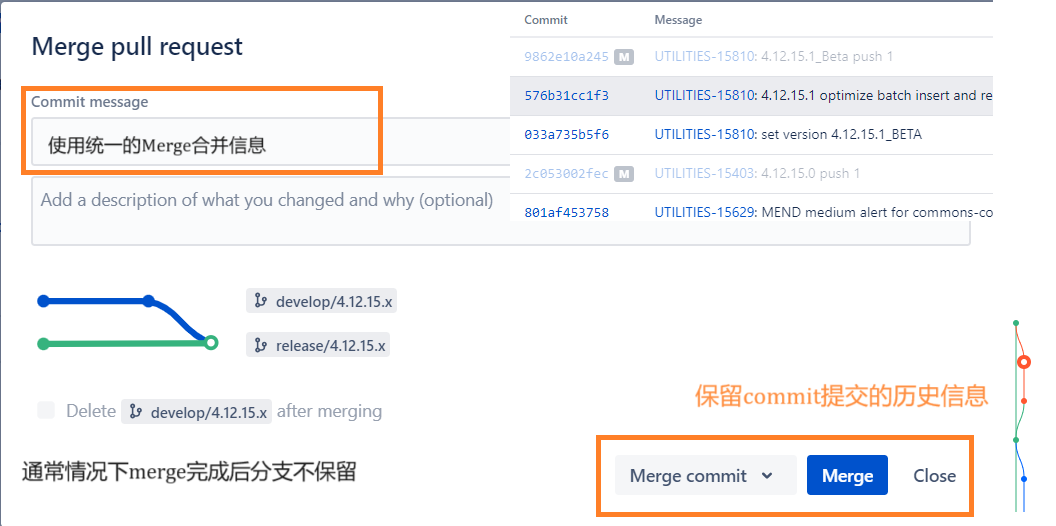 Merge pull request
Commit message
使用统一的Merge合并信息
Add a description of what you changed and why (optional)
Commit Message
9862e10a245 M UTILITIES-15810: 4.12.15.1_Beta push 1
576b31cc1f3 UTILITIES-15810: 4.12.15.1 optimize batch insert and re
033a735b5f6 UTILITIES-15810: set version 4.12.15.1_BETA
2c053002fec M UTILITIES-15403: 4.12.15.0 push 1
801af453758 UTILITIES-15629: MEND medium alert for commons-co
develop/4.12.15.x
release/4.12.15.x
Delete develop/4.12.15.x after merging
保留commit提交的历史信息
通常情况下merge完成后分支不保留
Merge commit Merge Close